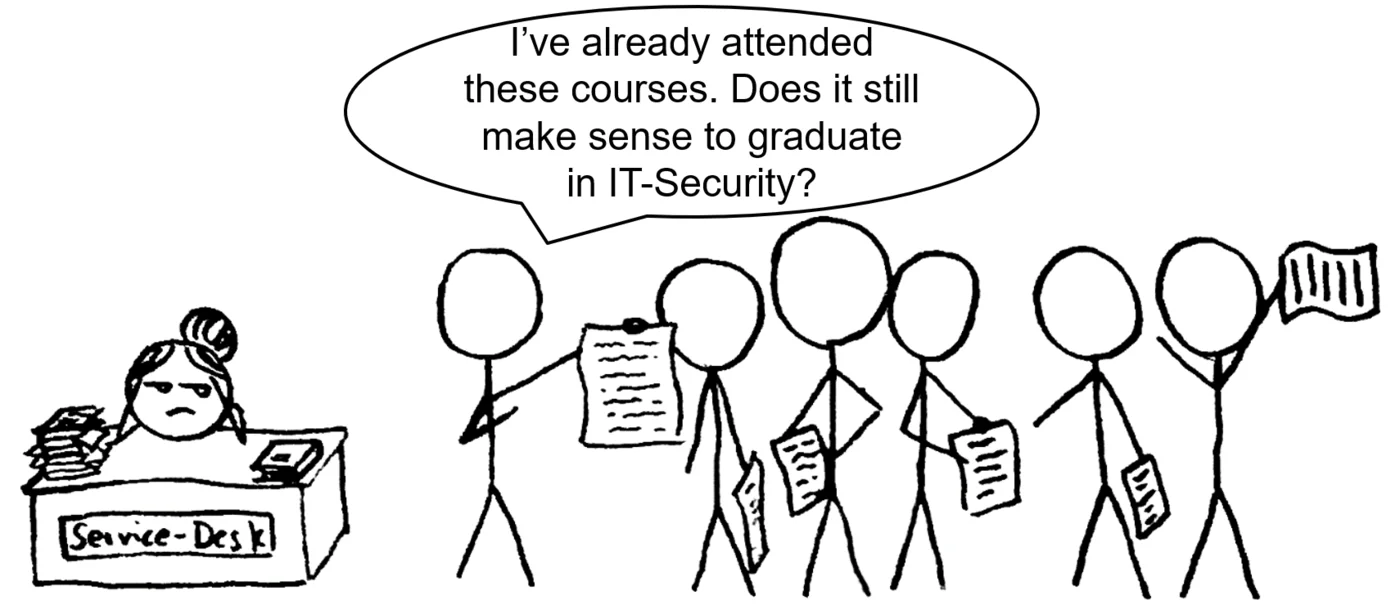 I've already attended
these courses. Does it still
make sense to graduate
in IT-Security?
Service-Desk